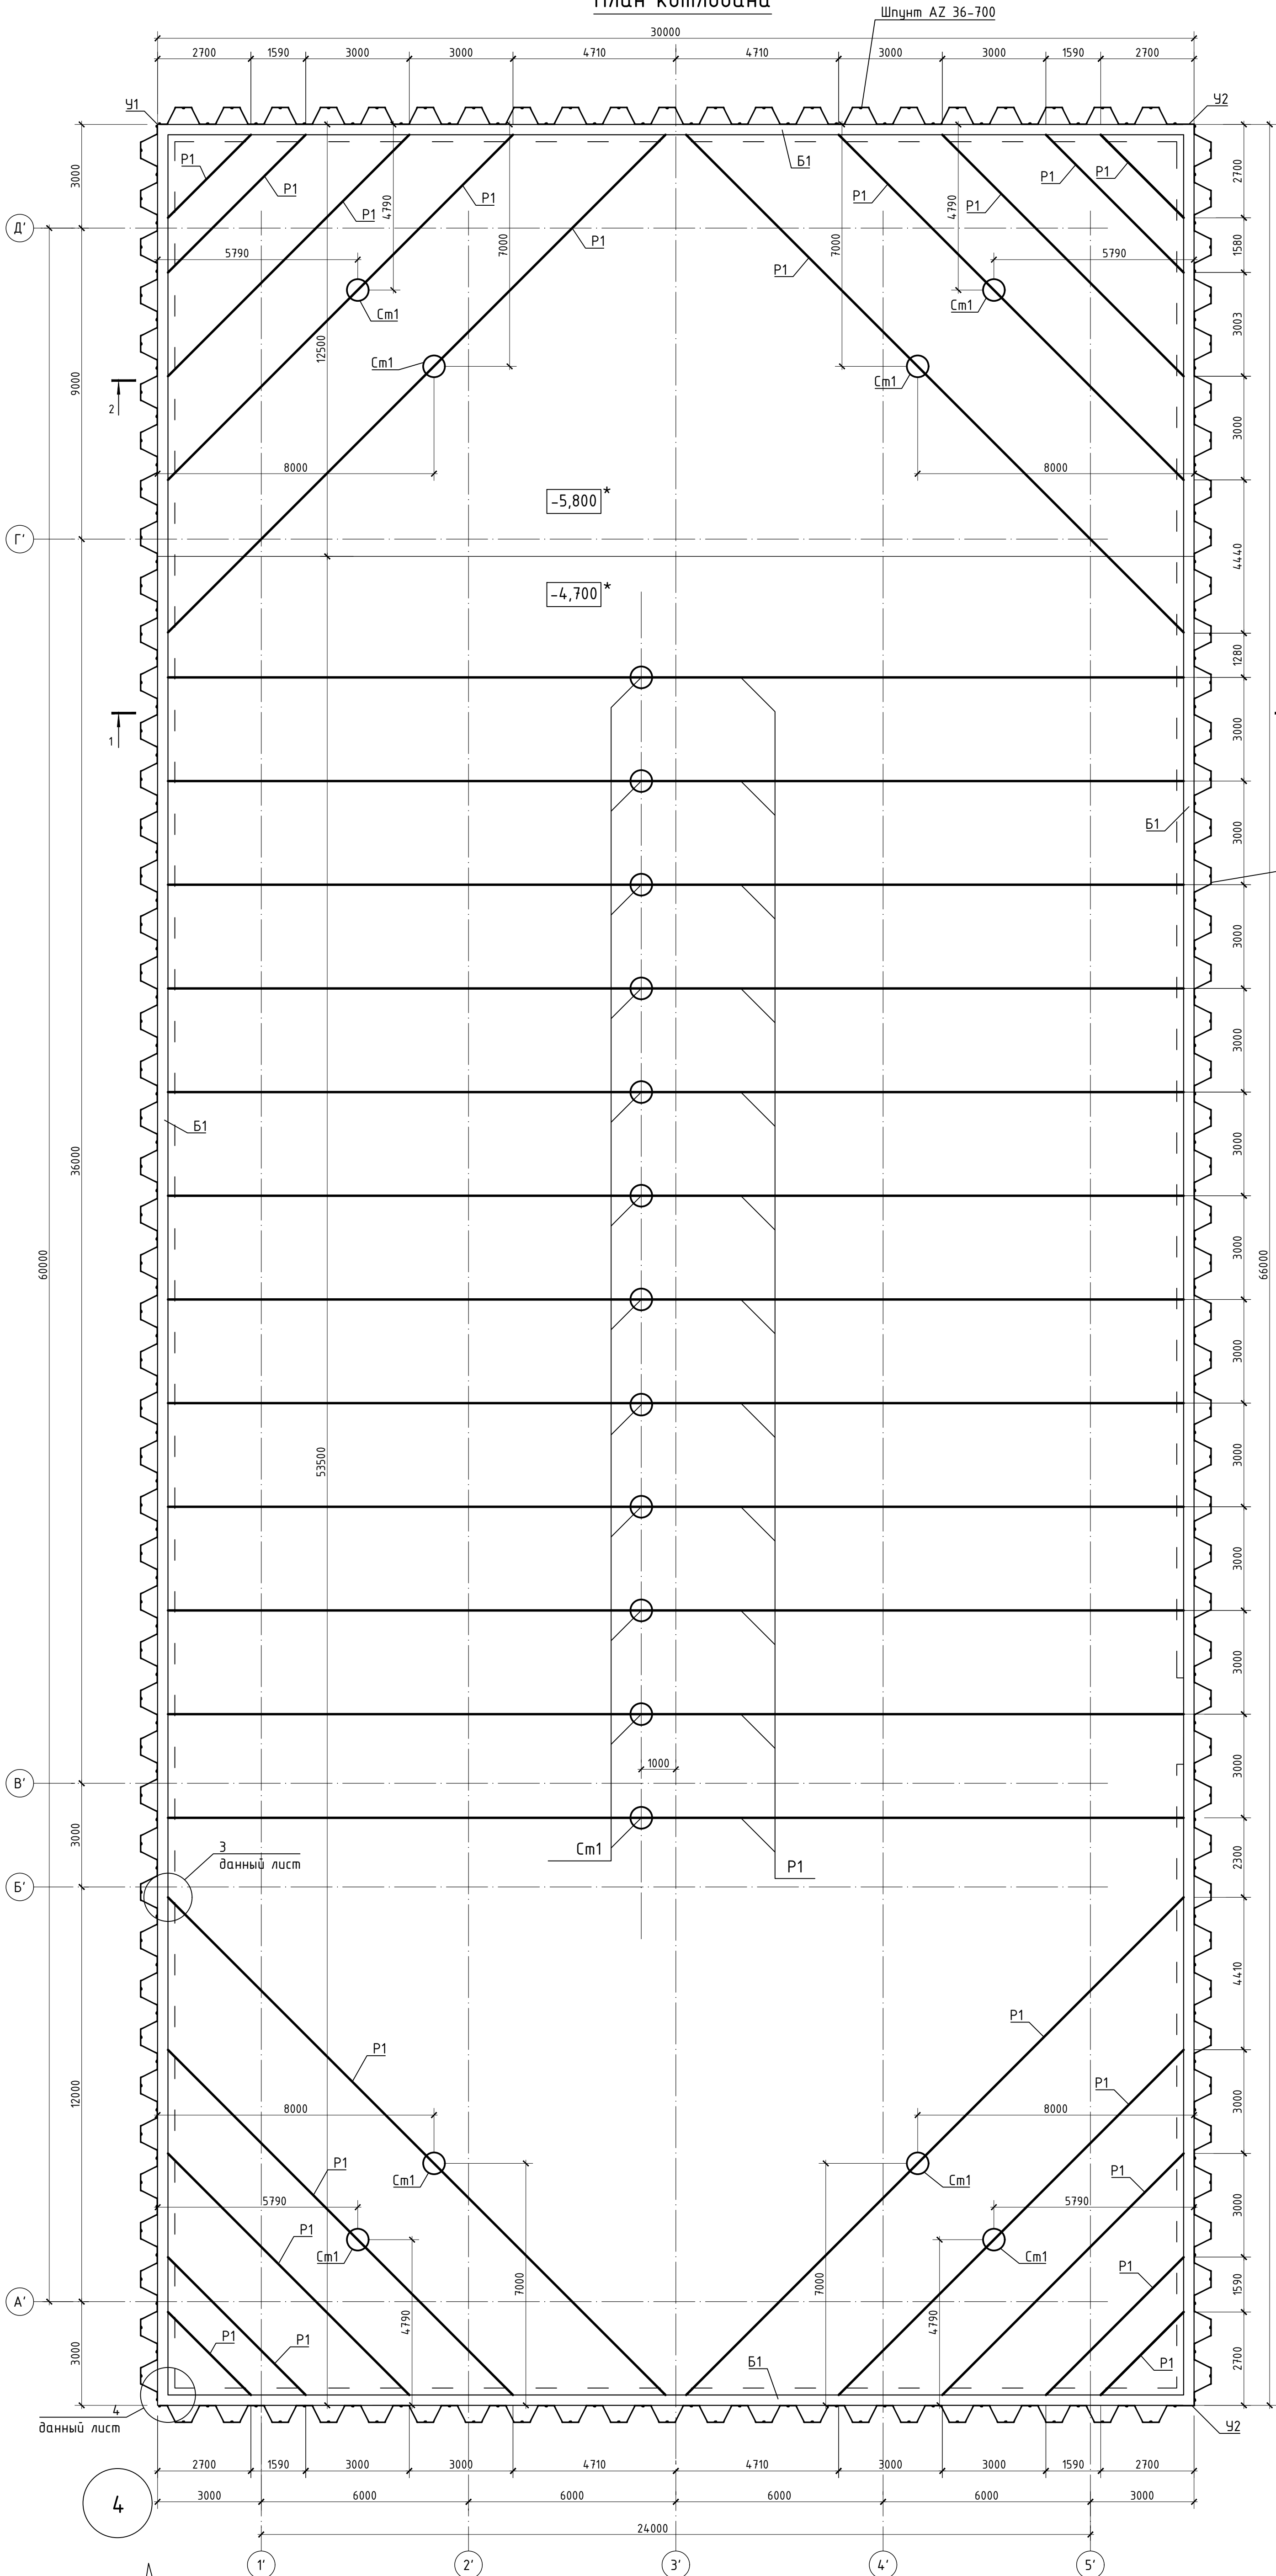 План котлована
Шпунт AZ 36-700
30000
2700 1590 3000 3000 4710 4710 3000 3000 1590 2700
У1
У2
Б1
Р1
Р1
Р1
Р1
Р1
Р1
Р1
Р1
Р1
Р1
3000
4790
7000
4790
7000
2700
Д'
5790
5790
1580
Ст1
Ст1
3003
12500
Ст1
Ст1
9000
2
3000
8000
8000
-5,800*
Г'
4440
-4,700*
1280
1
3000
Б1
3000
3000
3000
Б1
3000
36000
60000
66000
3000
3000
53500
3000
3000
3000
1000
3000
В'
3000
3
данный лист
Ст1
Р1
2300
Б'
4410
Р1
Р1
Р1
12000
8000
8000
3000
Р1
Ст1
Ст1
Р1
5790
5790
3000
Р1
Ст1
Ст1
7000
7000
Р1
1590
А'
4790
4790
Р1
Р1
Р1
3000
Б1
2700
4
данный лист
У2
2700 1590 3000 3000 4710 4710 3000 3000 1590 2700
4
3000 6000 6000 6000 6000 3000
24000
1' 2' 3' 4' 5'